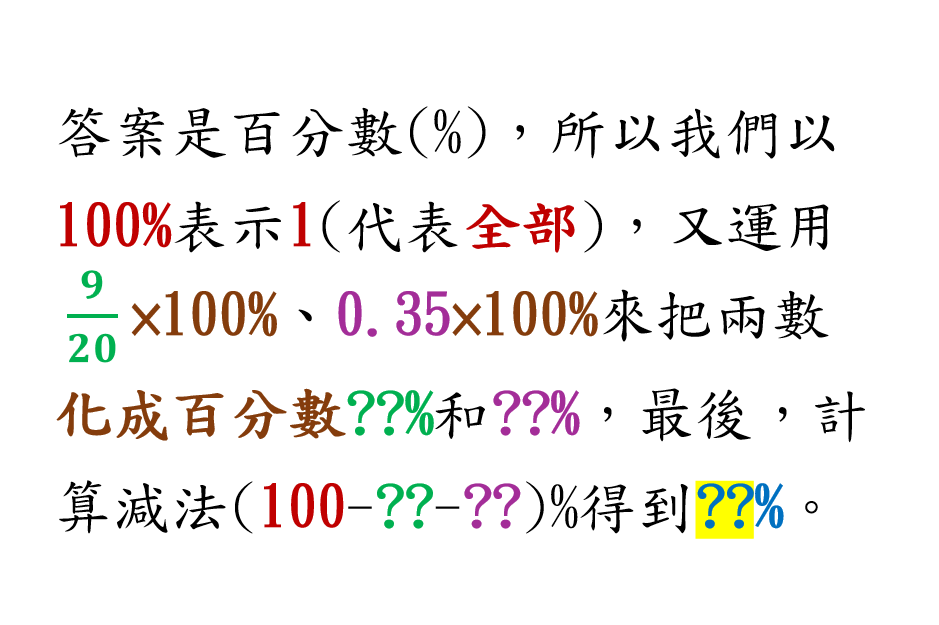 答案是百分數(%)，所以我們以
100%表示1(代表全部)，又運用
9/20×100%、0.35×100%來把兩數
化成百分數??%和??%，最後，計
算減法(100-??-??)%得到??%。